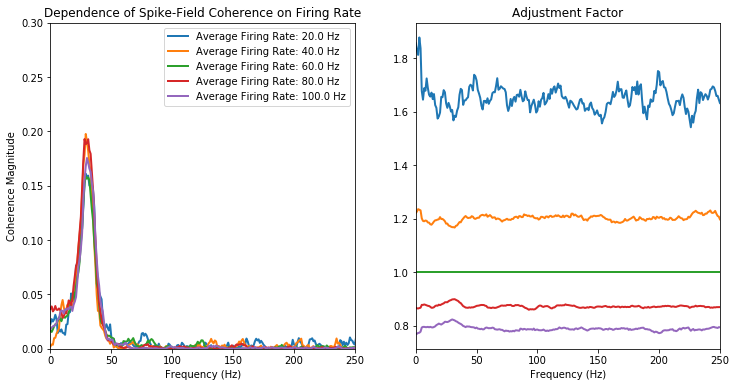 Dependence of Spike-Field Coherence on Firing Rate
Average Firing Rate: 20.0 Hz
Average Firing Rate: 40.0 Hz
Average Firing Rate: 60.0 Hz
Average Firing Rate: 80.0 Hz
Average Firing Rate: 100.0 Hz
Coherence Magnitude
0.30
0.25
0.20
0.15
0.10
0.05
0.00
0
50
100
150
200
250
Frequency (Hz)
Adjustment Factor
1.8
1.6
1.4
1.2
1.0
0.8
0
50
100
150
200
250
Frequency (Hz)